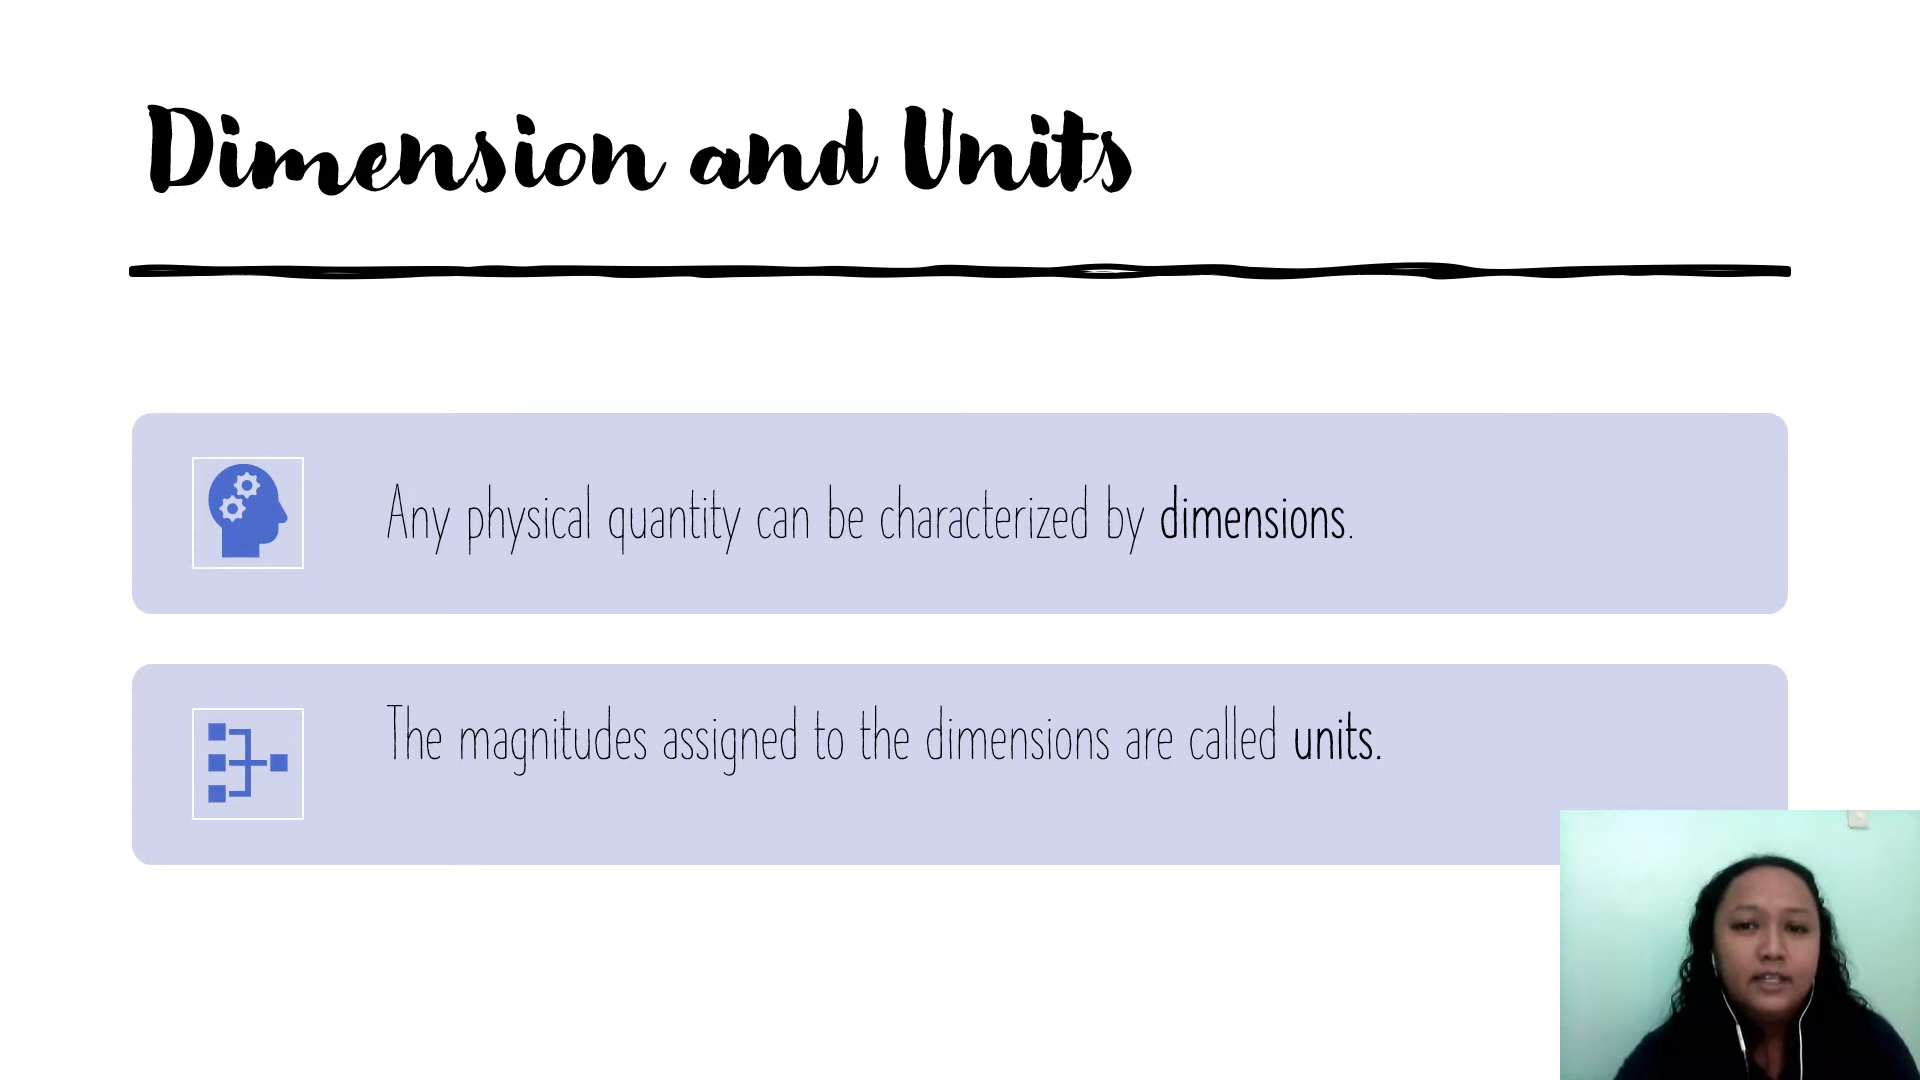 Dimension and Units
Any physical quantity can be characterized by dimensions.
The magnitudes assigned to the dimensions are called units.